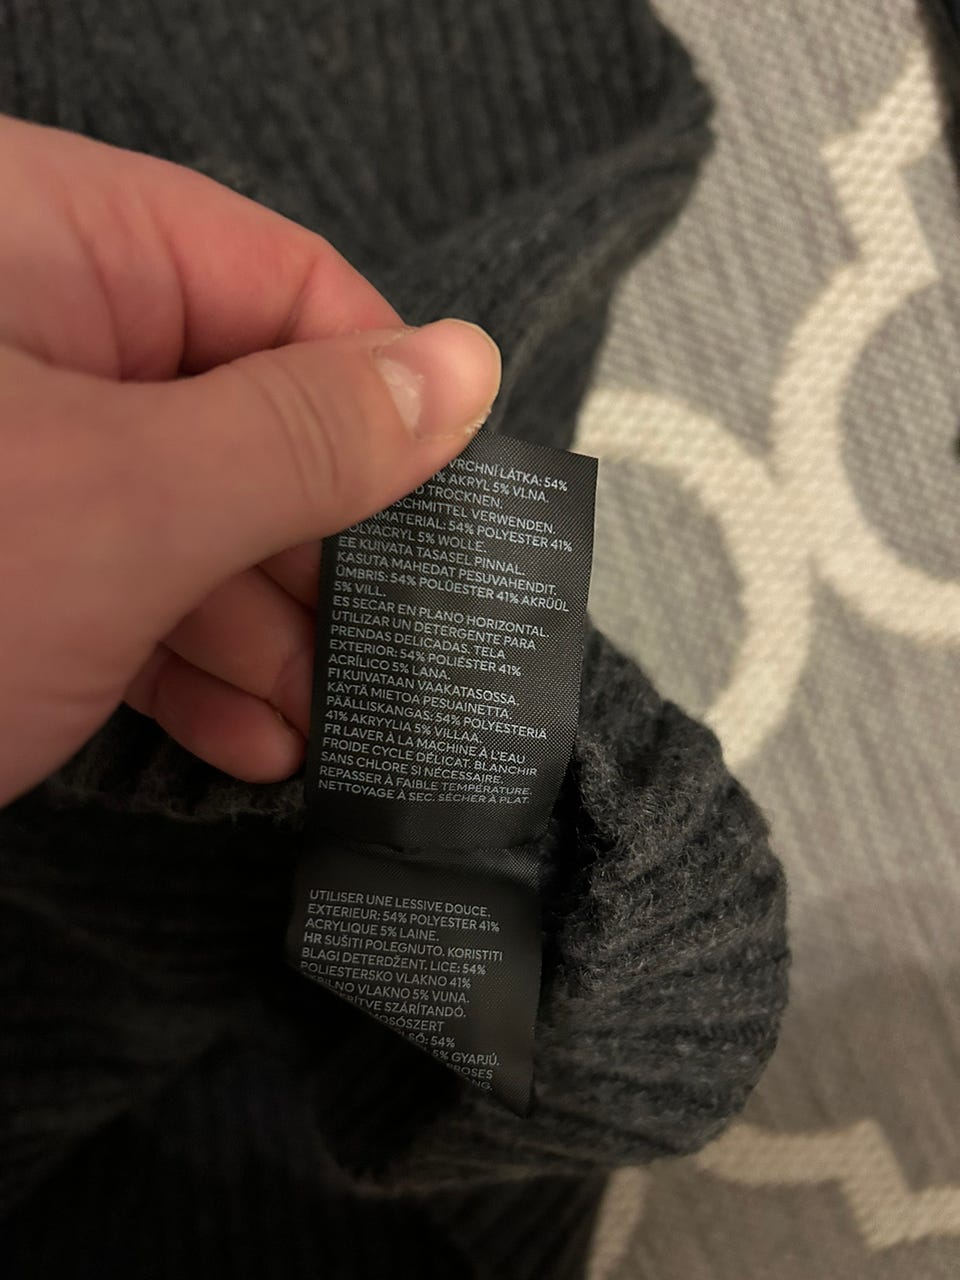 VRCHNÍ LÁTKA: 54%
AKRYL 5% VLNA.
TROCKNEN.
VERWENDEN.
54% POLYESTER 41%
POLYACRYL 5% WOLLE.
EE KUIVATA TASASEL PINNAL.
KASUTA MAHEDAT PESUVAHENDIT.
ÜMBRIS: 54% POLÜESTER 41% AKRÜÜL
5% VILL.
ES SECAR EN PLANO HORIZONTAL.
UTILIZAR UN DETERGENTE PARA
PRENDAS DELICADAS. TELA
EXTERIOR: 54% POLIÉSTER 41%
ACRÍLICO 5% LANA.
FI KUIVATAAN VAAKATASOSSA.
KÄYTÄ MIETOA PESUAINETTA.
PÄÄLLISKANGAS: 54% POLYESTERIÄ
41% AKRYYLIA 5% VILLAA.
FR LAVER À LA MACHINE À L'EAU
FROIDE CYCLE DÉLICAT. BLANCHIR
SANS CHLORE SI NÉCESSAIRE.
REPASSER À FAIBLE TEMPÉRATURE.
NETTOYAGE À SEC. SÉCHER À PLAT.
UTILISER UNE LESSIVE DOUCE.
EXTERIEUR: 54% POLYESTER 41%
ACRYLIQUE 5% LAINE.
HR SUŠITI POLEGNUTO. KORISTITI
BLAGI DETERDŽENT. LICE: 54%
POLIESTERSKO VLAKNO 41%
VLAKNO 5% VUNA.
SZÁRÍTANDÓ.
54%
5% GYAPJÚ.